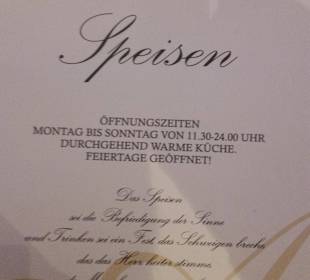 Speisen
ÖFFNUNGSZEITEN
MONTAG BIS SONNTAG VON 11.30-24.00 UHR
DURCHGEHEND WARME KÜCHE.
FEIERTAGE GEÖFFNET!
Das Speisen
sei die Befriedigung der Sinne
und Trinken sei ein Fest, das Schweigen breche,
das das Herz heiter stimme,